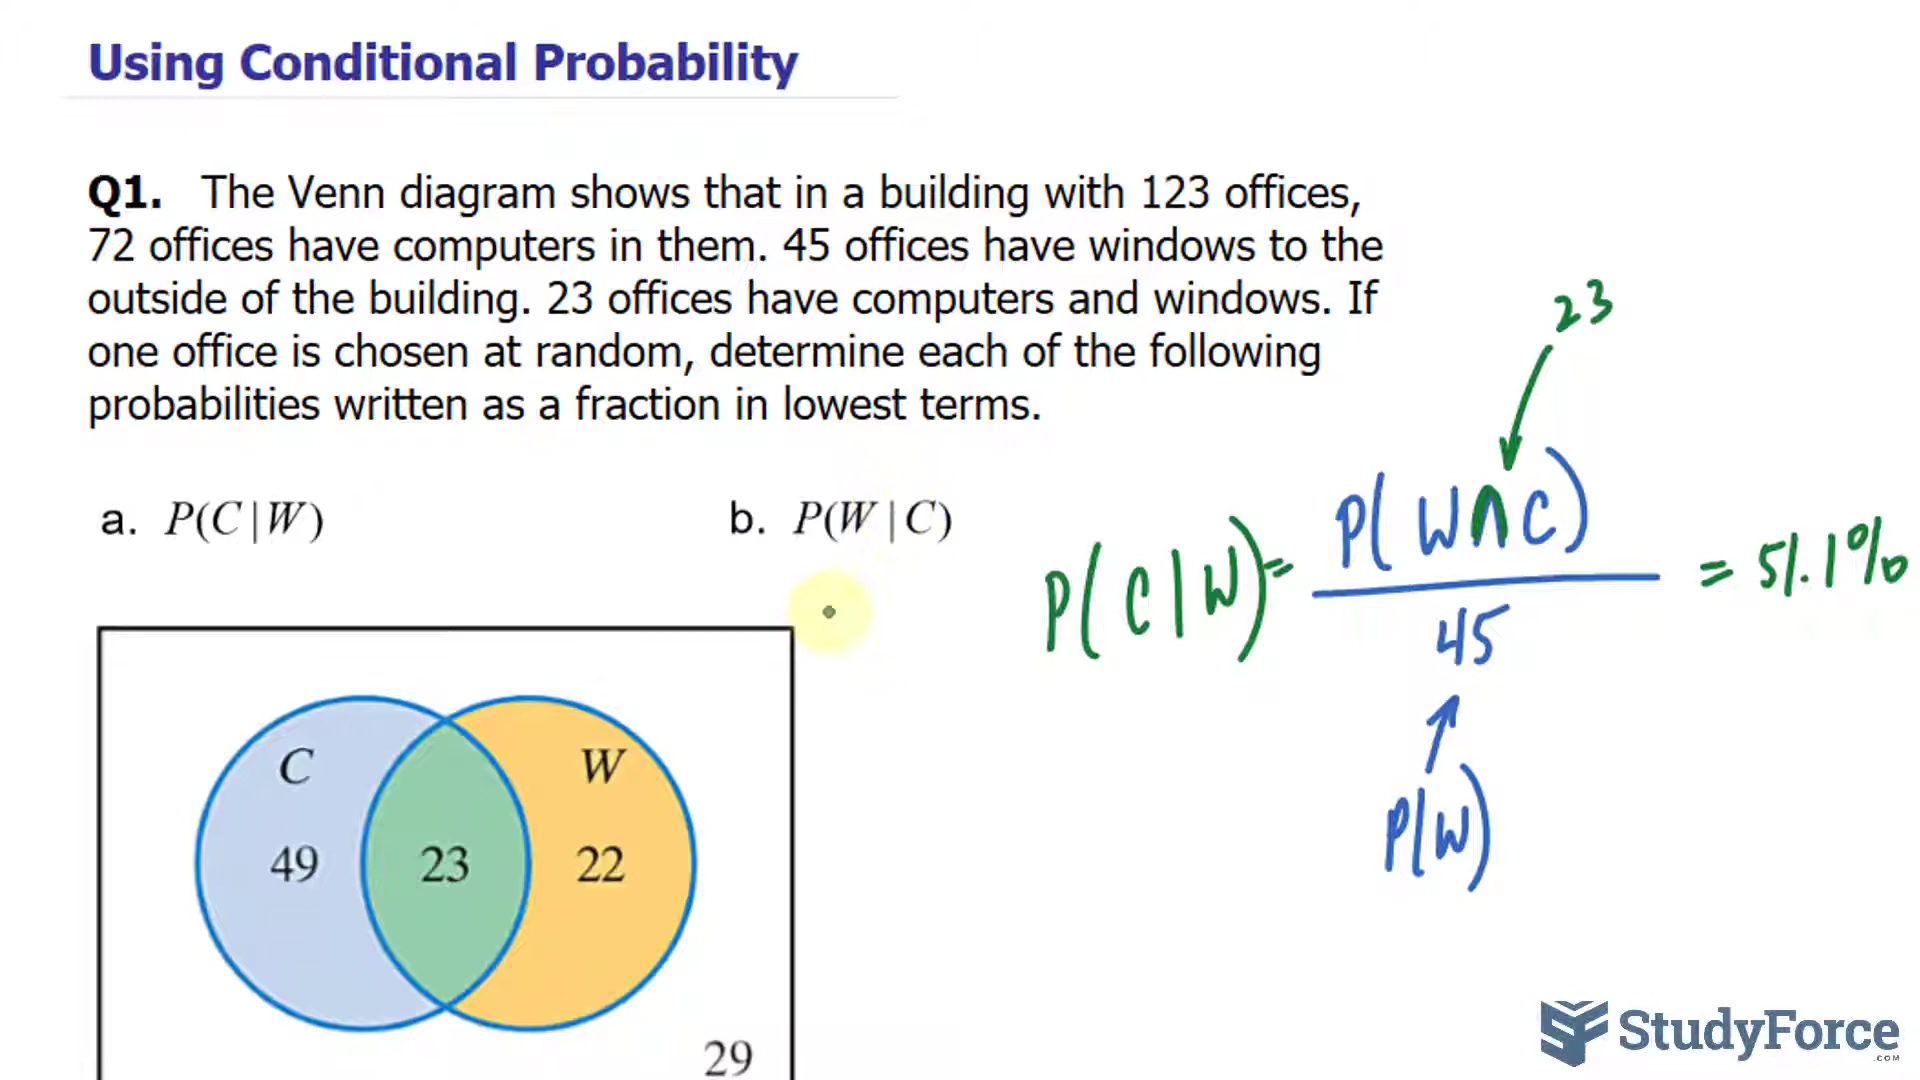 Using Conditional Probability
Q1. The Venn diagram shows that in a building with 123 offices,
72 offices have computers in them. 45 offices have windows to the
outside of the building. 23 offices have computers and windows. If
one office is chosen at random, determine each of the following
probabilities written as a fraction in lowest terms.
a. P(C|W)
b. P(W|C)
23
P(C|W) = P(W∩C) = 51.1%
45
P(W)
C
W
49
23
22
29
StudyForce
.COM